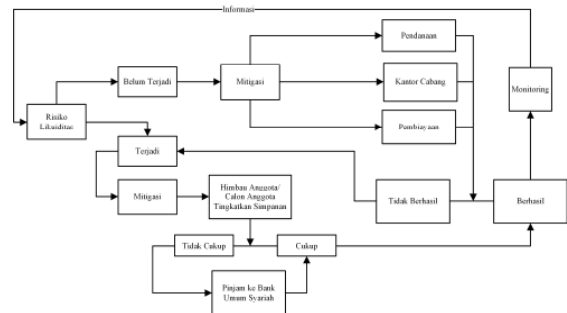 Informasi
Pendanaan
Belum Terjadi
Mitigasi
Kantor Cabang
Monitoring
Risiko
Likuiditas
Pembiayaan
Terjadi
Mitigasi
Himbau Anggota/
Calon Anggota
Tingkatkan Simpanan
Tidak Berhasil
Berhasil
Tidak Cukup
Cukup
Pinjam ke Bank
Umum Syariah